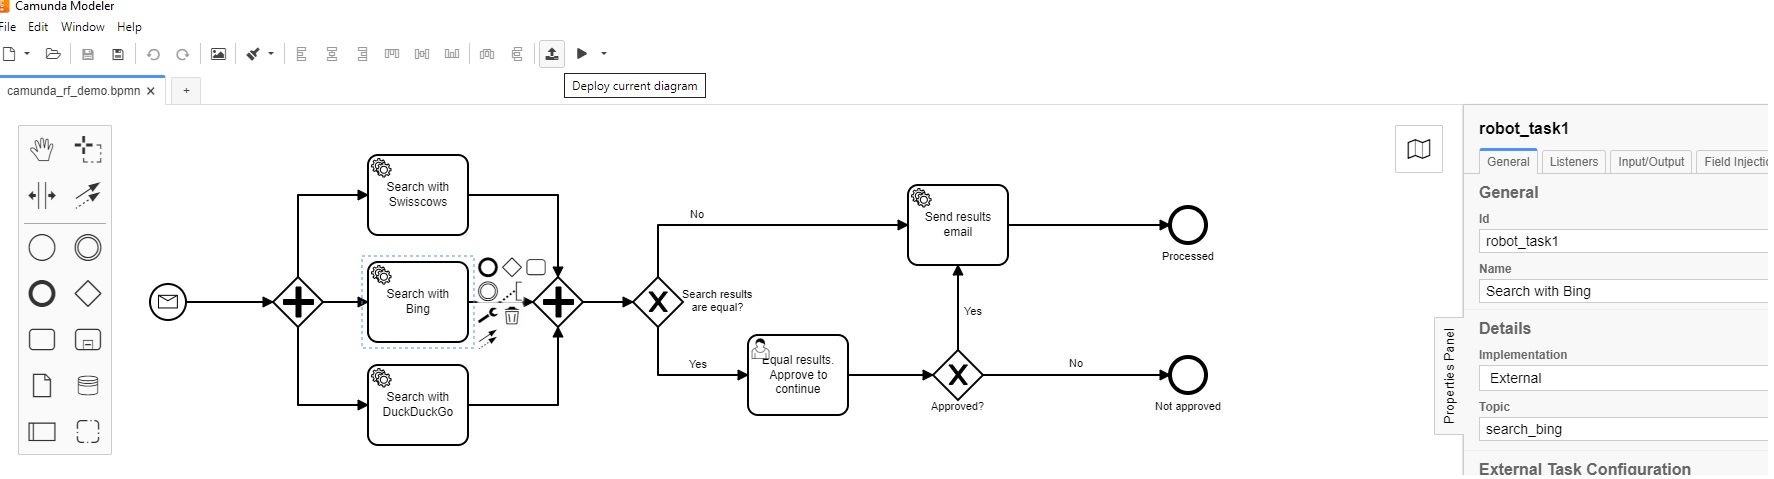 Camunda Modeler
File Edit Window Help
Deploy current diagram
camunda_rf_demo.bpmn × +
Search with
Swisscows
Search with
Bing
Search with
DuckDuckGo
Search results
are equal?
No
Yes
Send results
email
Equal results.
Approve to
continue
Yes
Approved?
No
Processed
Not approved
Properties Panel
robot_task1
General Listeners Input/Output Field Injectio
General
Id
robot_task1
Name
Search with Bing
Details
Implementation
External
Topic
search_bing
External Task Configuration